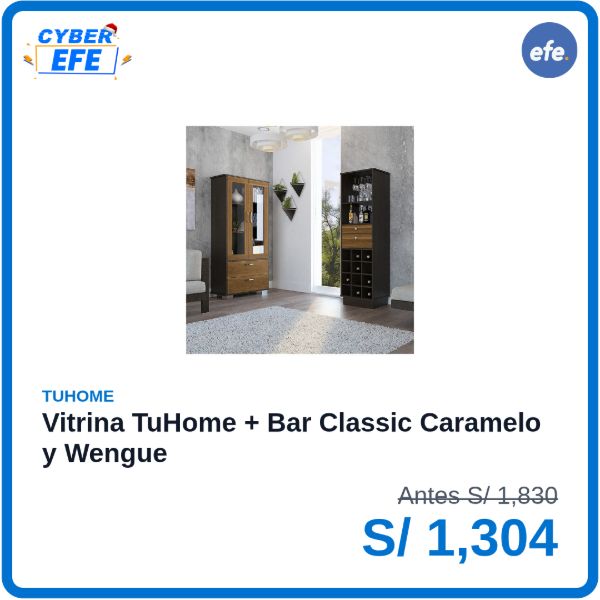 CYBER
EFE
efe.
TUHOME
Vitrina TuHome + Bar Classic Caramelo
y Wengue
Antes S/ 1,830
S/ 1,304